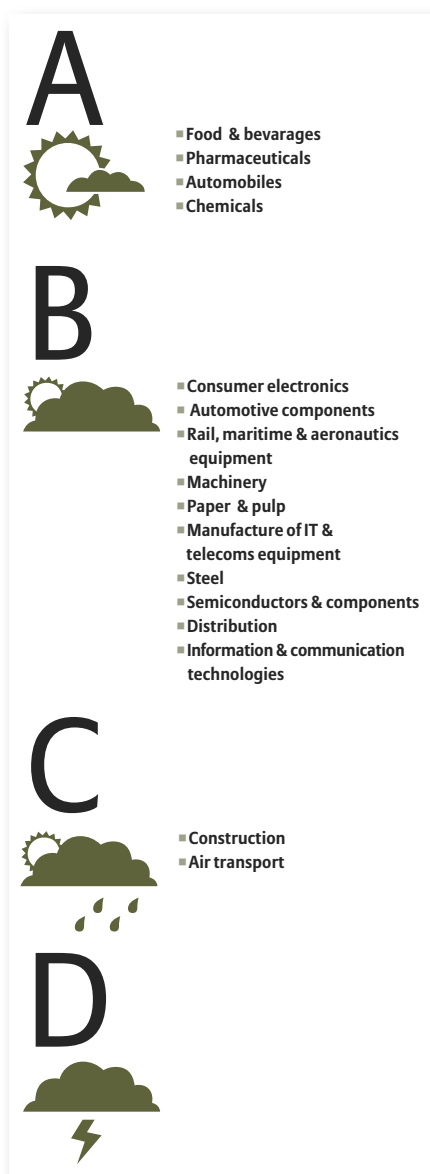 A
Food & bevarages
Pharmaceuticals
Automobiles
Chemicals
B
Consumer electronics
Automotive components
Rail, maritime & aeronautics
equipment
Machinery
Paper & pulp
Manufacture of IT &
telecoms equipment
Steel
Semiconductors & components
Distribution
Information & communication
technologies
C
Construction
Air transport
D